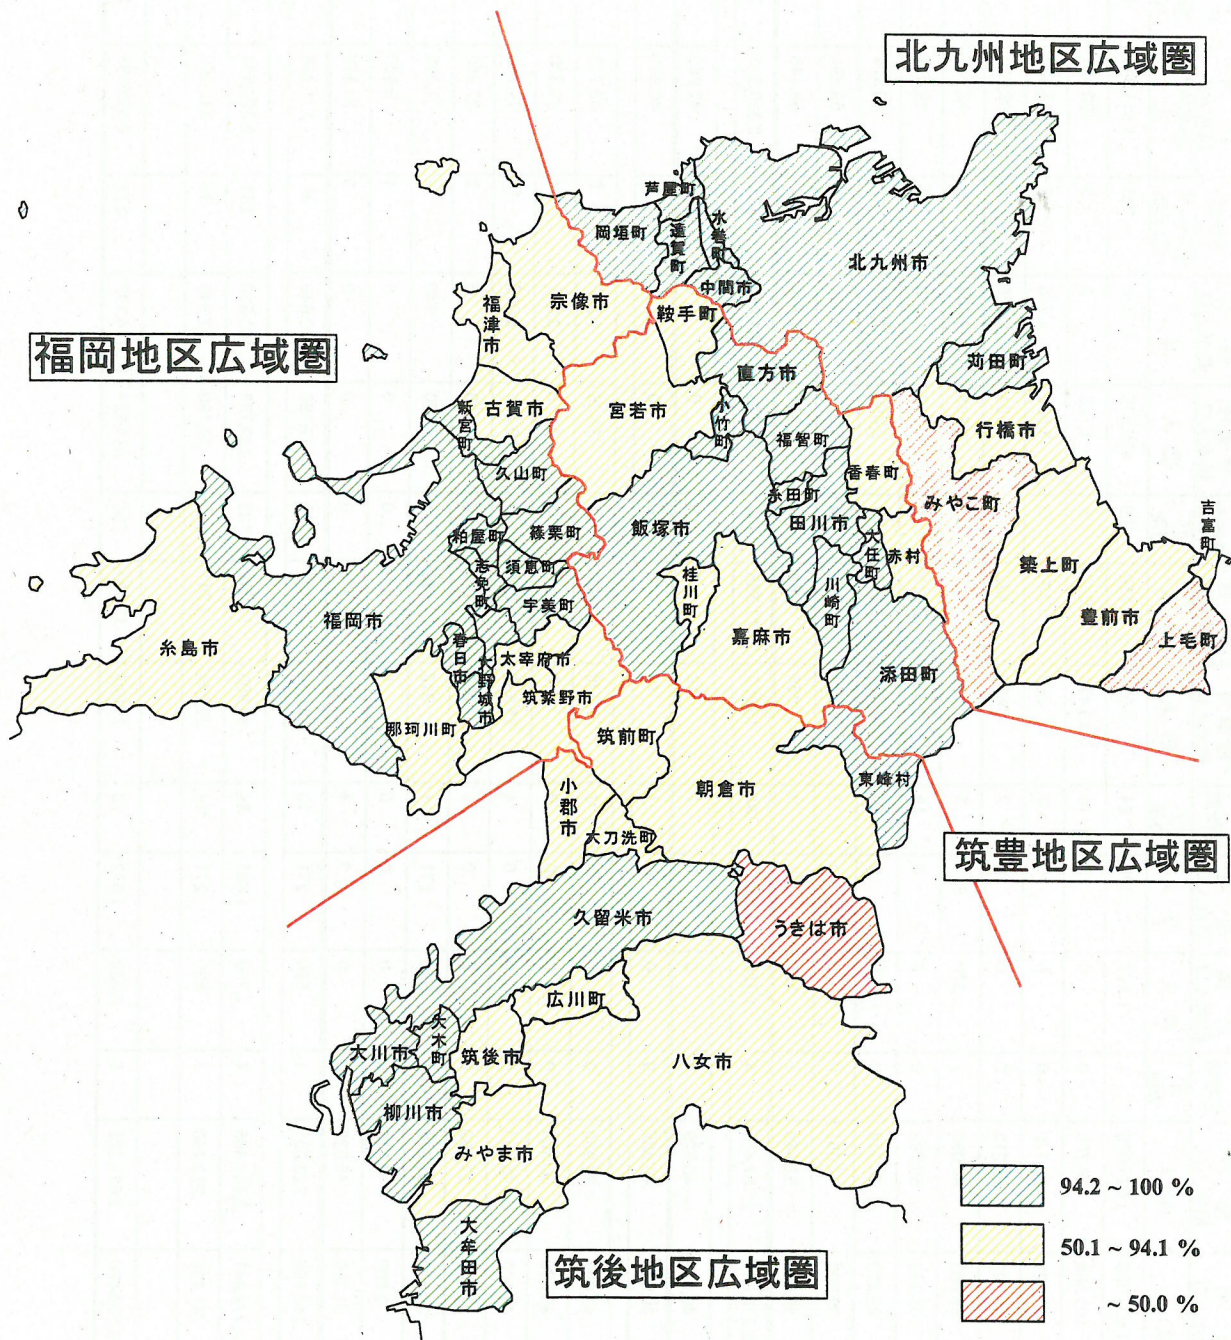 北九州地区広域圏
芦屋町
水巻町
岡垣町
遠賀町
北九州市
中間市
宗像市
福津市
鞍手町
福岡地区広域圏
直方市
苅田町
新宮町
古賀市
宮若市
小竹町
福智町
行橋市
久山町
香春町
みやこ町
糸田町
吉富町
粕屋町
篠栗町
飯塚市
田川市
大任町
赤村
志免町
須恵町
桂川町
築上町
宇美町
川崎町
福岡市
豊前市
糸島市
春日市
大野城市
太宰府市
嘉麻市
上毛町
添田町
筑紫野市
那珂川町
筑前町
東峰村
小郡市
朝倉市
大刀洗町
筑豊地区広域圏
久留米市
うきは市
広川町
大木町
大川市
筑後市
八女市
柳川市
みやま市
94.2 ~ 100 %
大牟田市
50.1 ~ 94.1 %
筑後地区広域圏
~ 50.0 %